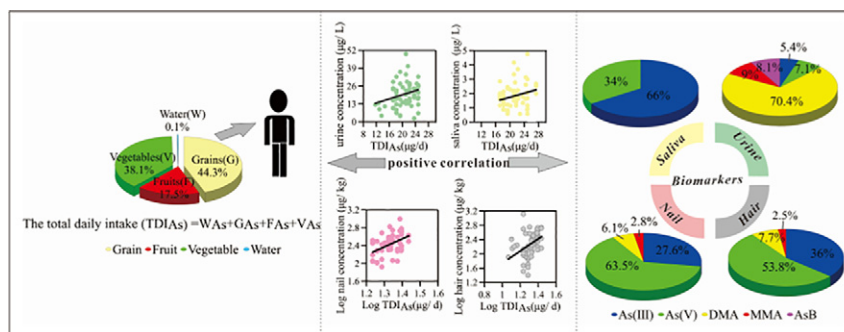 Water(W)
0.1%
Vegetables(V)
38.1%
Grains(G)
44.3%
Fruits(F)
17.5%
The total daily intake (TDIAs) =WAs+GAs+FAs+VAs
Grain Fruit Vegetable Water
urine concentration (µg/ L)
52
39
26
13
0
8 12 16 20 24 28
TDIAs(µg/d)
saliva concentration (µg/ L)
5
4
3
2
1
0
16 20 24 28
TDIAs(µg/d)
positive correlation
Log nail concentration (µg/ kg)
3.2
2.8
2.4
2.0
1.6
1.2 1.3 1.4 1.5 1.6
Log TDIAs(µg/ d)
Log hair concentration (µg/ kg)
3.2
2.8
2.4
2.0
1.6
1.2
0.8 1 1.2 1.4 1.6
Log TDIAs(µg/ d)
34%
66%
5.4%
8.1%
7.1%
9%
70.4%
Saliva
Urine
Biomarkers
Nail
Hair
6.1%
2.8%
27.6%
63.5%
2.5%
7.7%
36%
53.8%
As(III) As(V) DMA MMA AsB